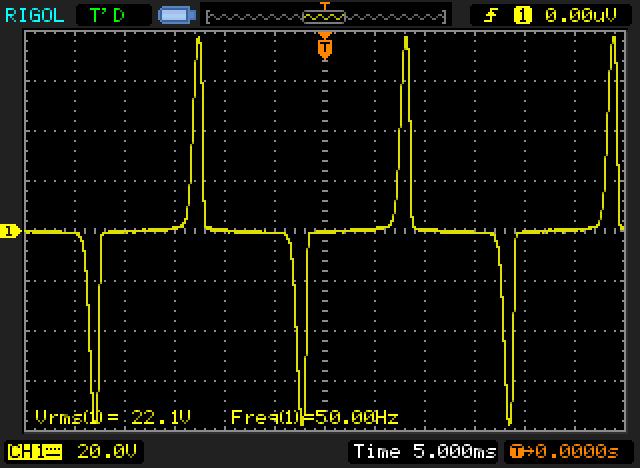 RIGOL T'D T 1 0.00uV
T
1
Vrms(1)= 22.1V Freq(1)=50.00Hz
CH1 20.0V Time 5.000ms T→0.0000s